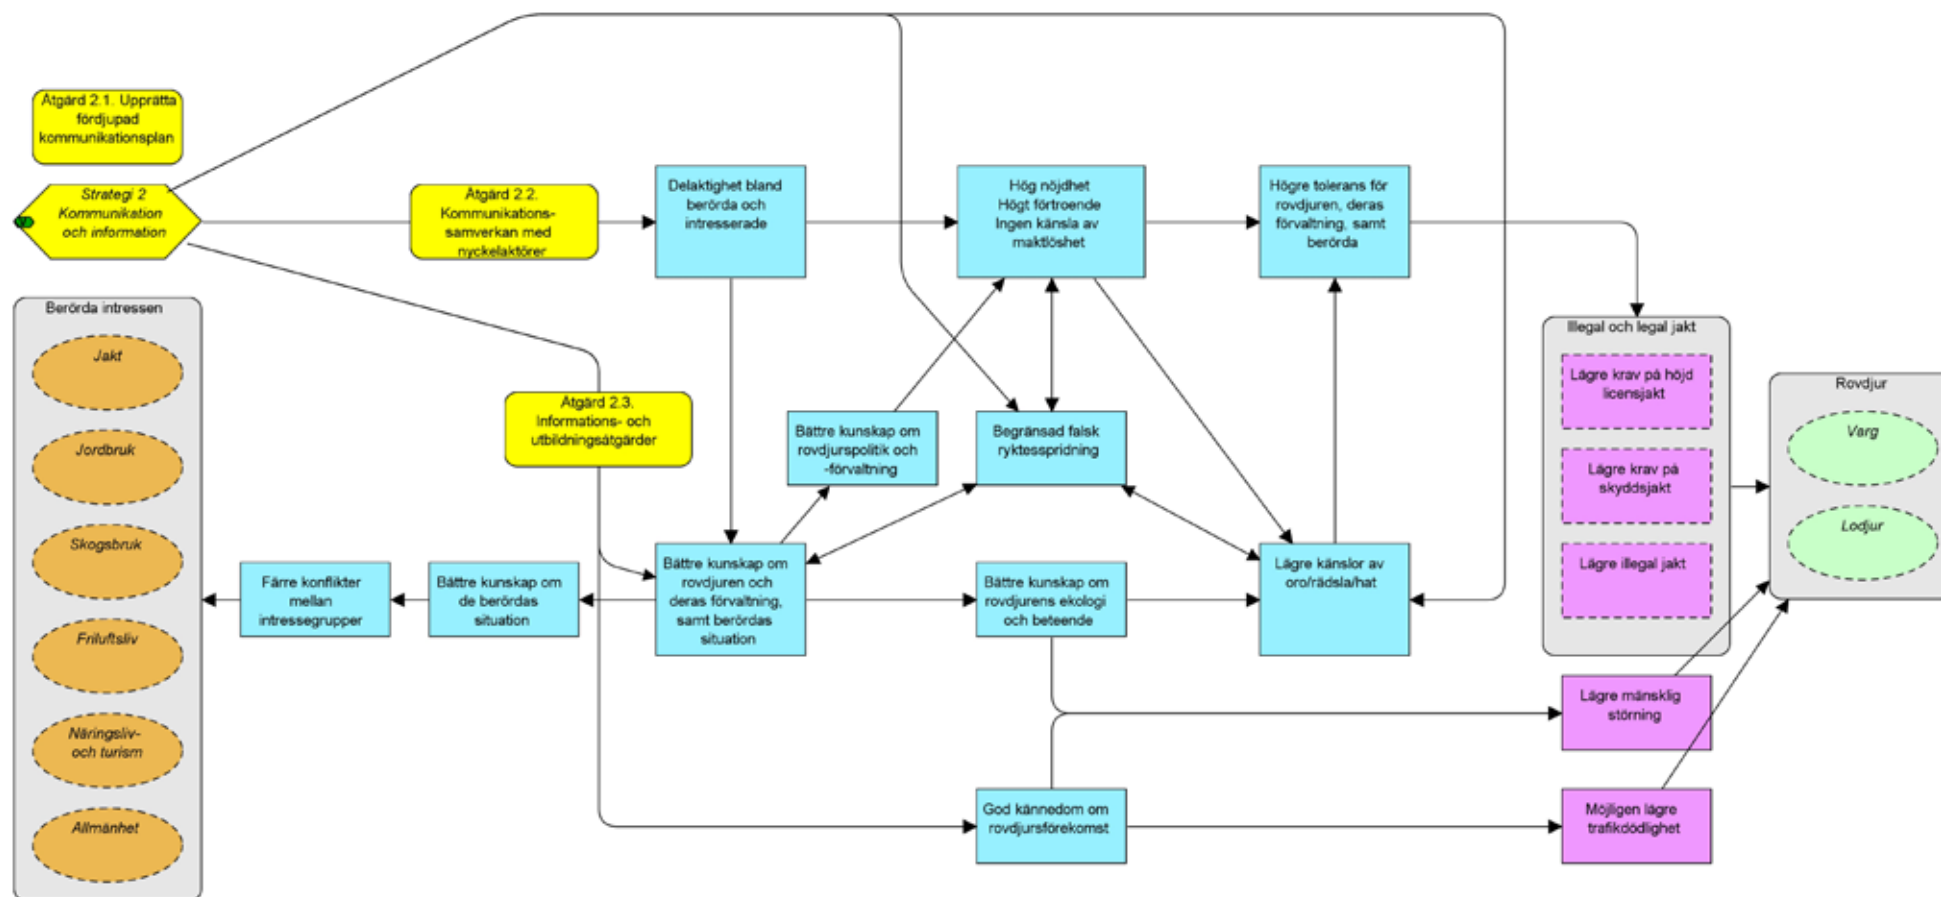 Åtgärd 2.1. Upprätta
fördjupad
kommunikationsplan
Strategi 2
Kommunikation
och information
Åtgärd 2.2.
Kommunikations-
samverkan med
nyckelaktörer
Delaktighet bland
berörda och
intresserade
Hög nöjdhet
Högt förtroende
Ingen känsla av
maktlöshet
Högre tolerans för
rovdjuren, deras
förvaltning, samt
berörda
Berörda intressen
Jakt
Jordbruk
Skogsbruk
Friluftsliv
Näringsliv-
och turism
Allmänhet
Åtgärd 2.3.
Informations- och
utbildningsåtgärder
Bättre kunskap om
rovdjurspolitik och
-förvaltning
Begränsad falsk
ryktesspridning
Illegal och legal jakt
Lägre krav på höjd
licensjakt
Lägre krav på
skyddsjakt
Lägre illegal jakt
Rovdjur
Varg
Lodjur
Färre konflikter
mellan
intressegrupper
Bättre kunskap om
de berördas
situation
Bättre kunskap om
rovdjuren och
deras förvaltning,
samt berördas
situation
Bättre kunskap om
rovdjurens ekologi
och beteende
Lägre känslor av
oro/rädsla/hat
Lägre mänsklig
störning
God kännedom om
rovdjursförekomst
Möjligen lägre
trafikdödlighet